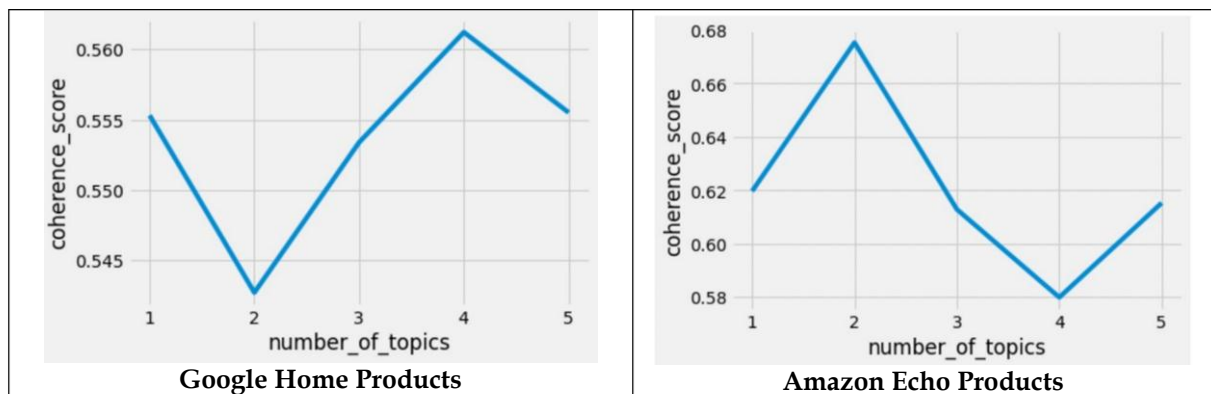 0.560
0.555
0.550
0.545
coherence_score
1 2 3 4 5
number_of_topics
Google Home Products
0.68
0.66
0.64
0.62
0.60
0.58
coherence_score
1 2 3 4 5
number_of_topics
Amazon Echo Products